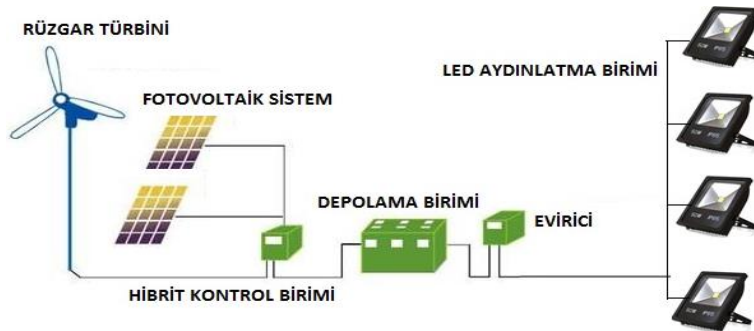 RÜZGAR TÜRBİNİ
LED AYDINLATMA BİRİMİ
FOTOVOLTAİK SİSTEM
DEPOLAMA BİRİMİ
EVİRİCİ
HİBRİT KONTROL BİRİMİ